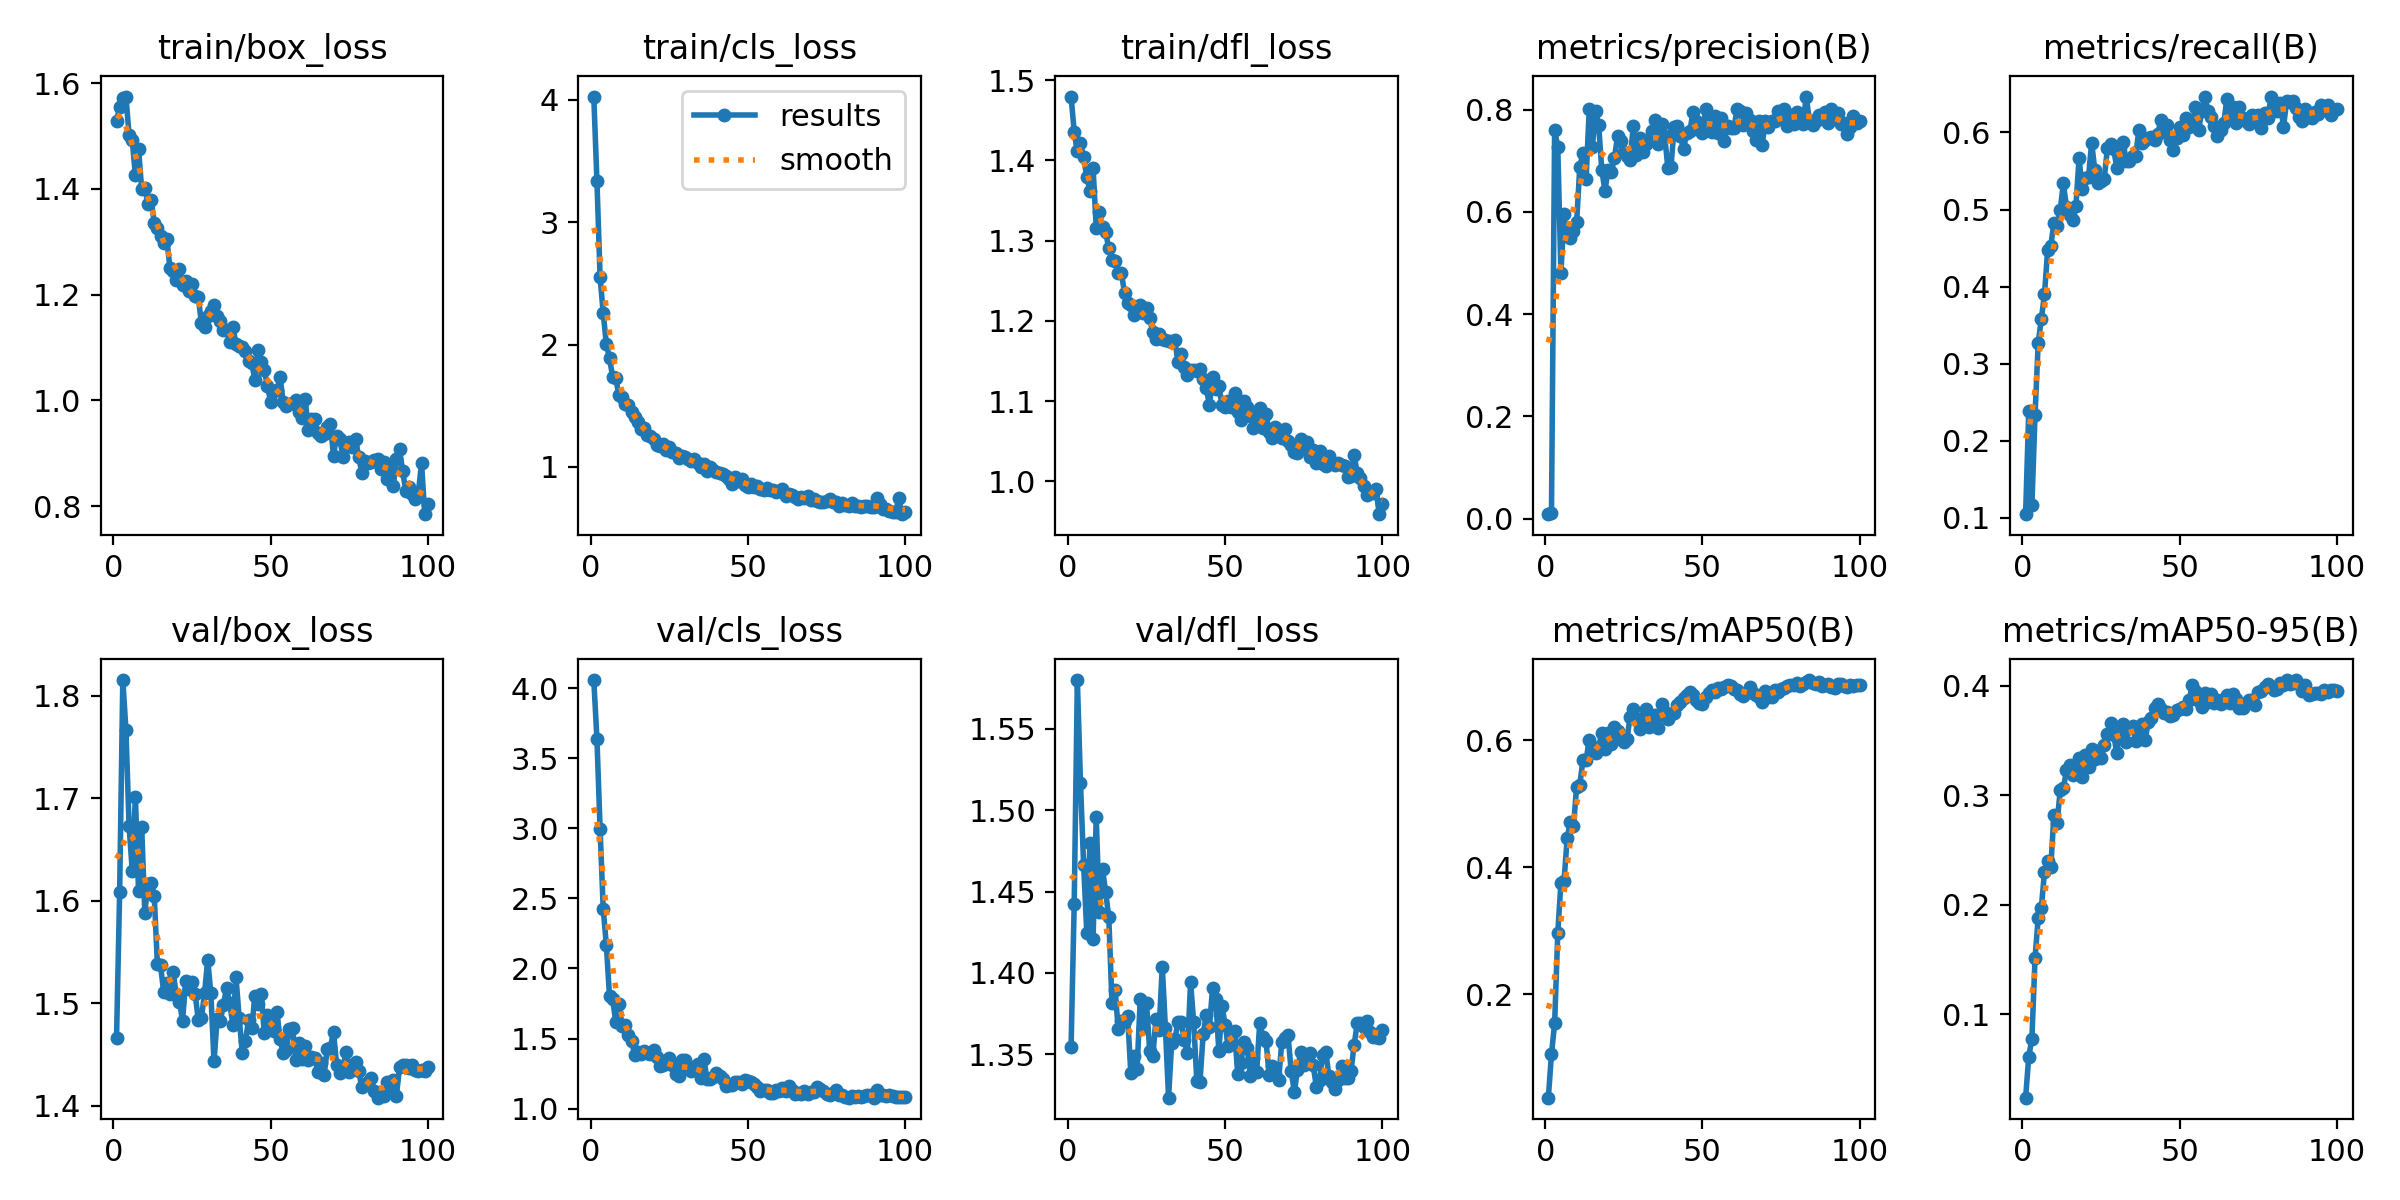 train/box_loss
1.6
1.4
1.2
1.0
0.8
0 50 100
train/cls_loss
results
smooth
4
3
2
1
0 50 100
train/dfl_loss
1.5
1.4
1.3
1.2
1.1
1.0
0 50 100
metrics/precision(B)
0.8
0.6
0.4
0.2
0.0
0 50 100
metrics/recall(B)
0.6
0.5
0.4
0.3
0.2
0.1
0 50 100
val/box_loss
1.8
1.7
1.6
1.5
1.4
0 50 100
val/cls_loss
4.0
3.5
3.0
2.5
2.0
1.5
1.0
0 50 100
val/dfl_loss
1.55
1.50
1.45
1.40
1.35
0 50 100
metrics/mAP50(B)
0.6
0.4
0.2
0 50 100
metrics/mAP50-95(B)
0.4
0.3
0.2
0.1
0 50 100